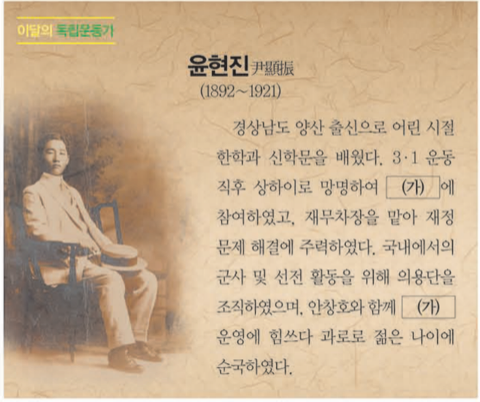 이달의 독립운동가
윤현진 尹顯振
(1892～1921)
경상남도 양산 출신으로 어린 시절
한학과 신학문을 배웠다. 3·1 운동
직후 상하이로 망명하여 (가) 에
참여하였고, 재무차장을 맡아 재정
문제 해결에 주력하였다. 국내에서의
군사 및 선전 활동을 위해 의용단을
조직하였으며, 안창호와 함께 (가)
운영에 힘쓰다 과로로 젊은 나이에
순국하였다.